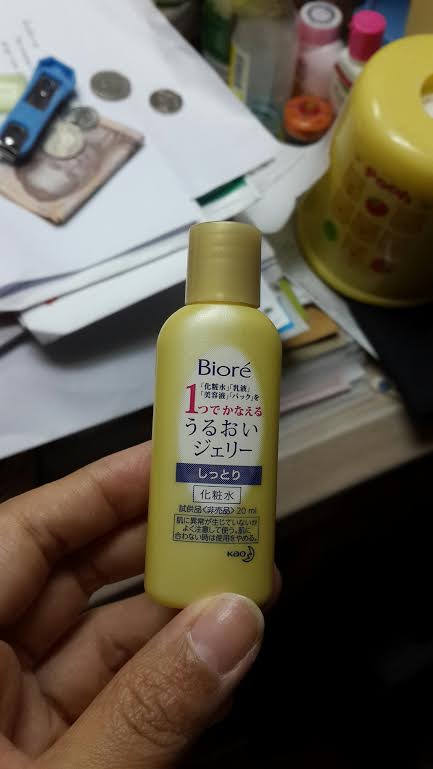 Bioré
「化粧水」「乳液」
「美容液」「パック」を
1つでかなえる
うるおい
ジェリー
しっとり
化粧水
試供品〈非売品〉20 ml
肌に異常が生じていないか
よく注意して使う。肌に
合わない時は使用をやめる。
Kao
Pooh